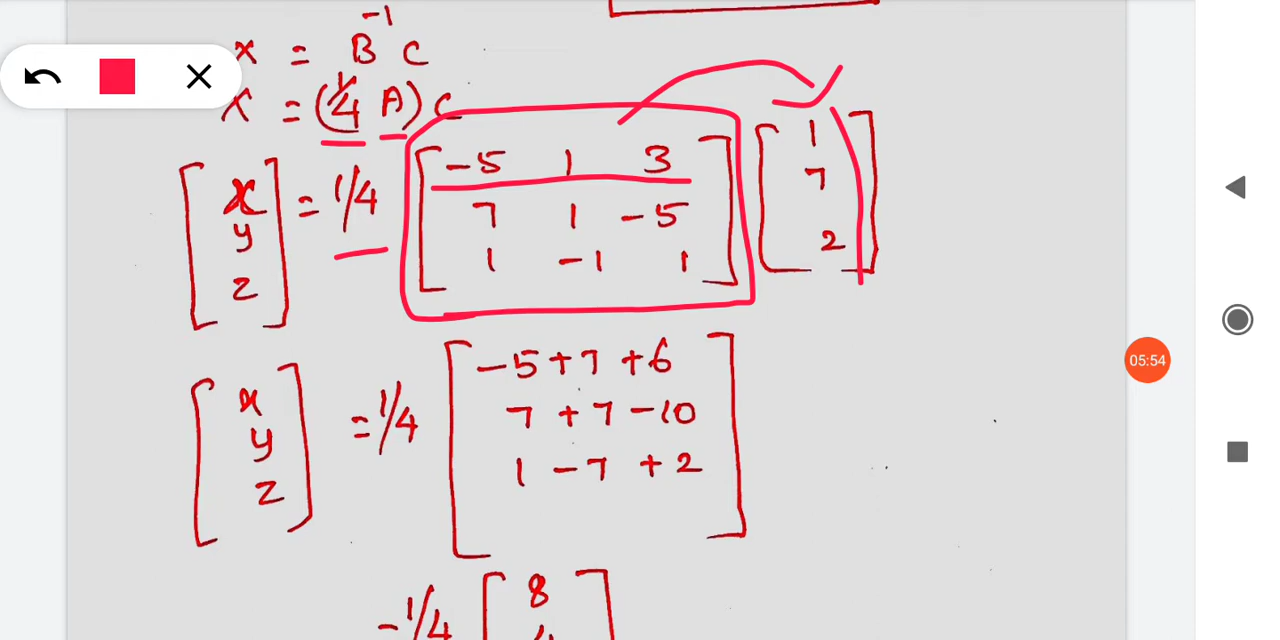 x = B⁻¹ C
X = (1/4 A) C
[x y z] = 1/4 [-5 1 3
7 1 -5
1 -1 1] [1 7 2]
[x y z] = 1/4 [-5+7+6
7+7-10
1-7+2]
05:54
1/4 [8